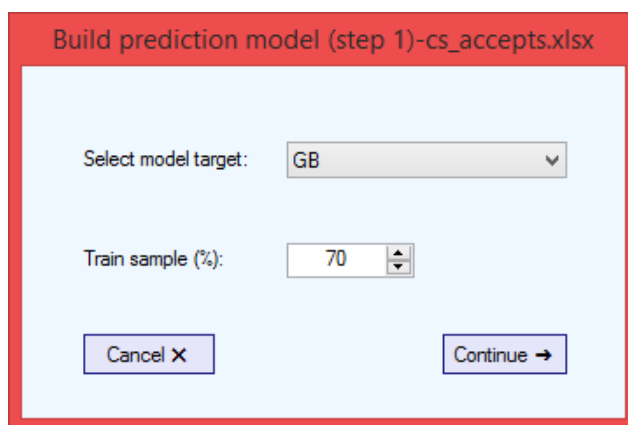 Build prediction model (step 1)-cs_accepts.xlsx
Select model target: GB
Train sample (%): 70
Cancel ✕ Continue ➔